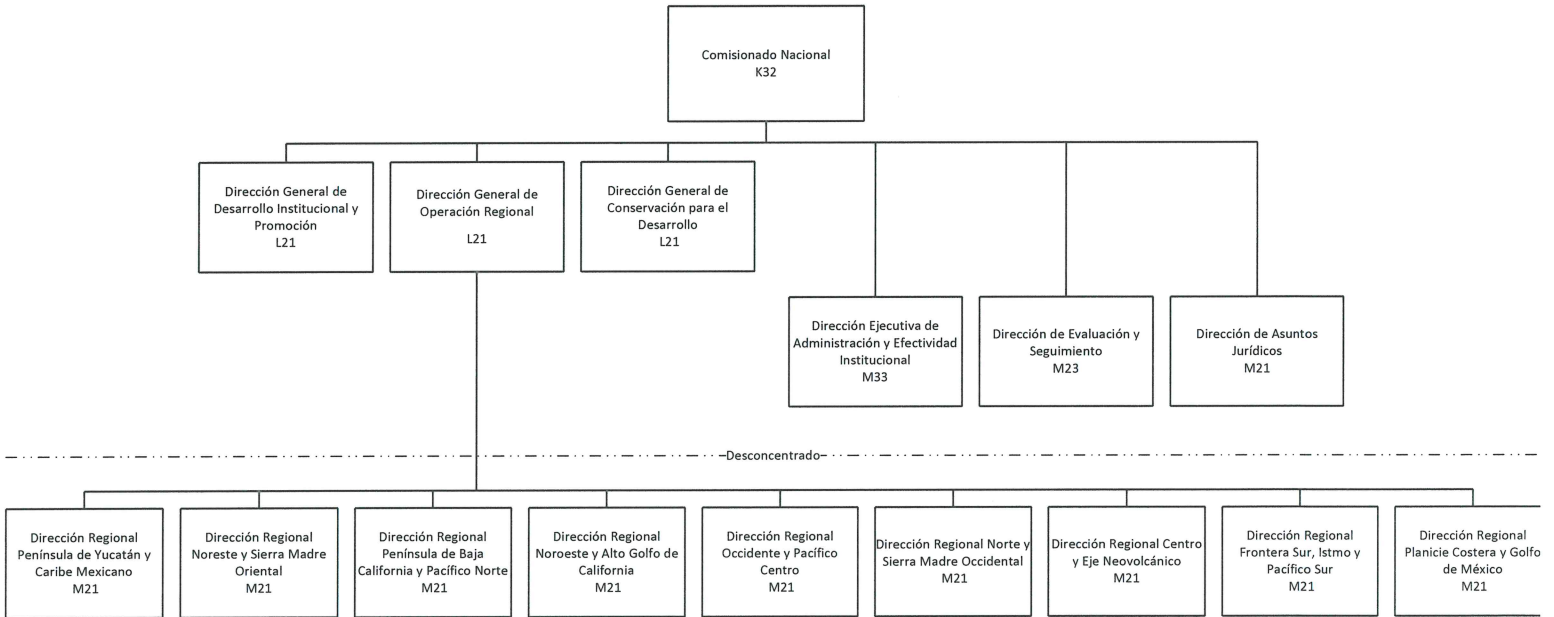 Comisionado Nacional
K32
Dirección General de
Desarrollo Institucional y
Promoción
L21
Dirección General de
Operación Regional
L21
Dirección General de
Conservación para el
Desarrollo
L21
Dirección Ejecutiva de
Administración y Efectividad
Institucional
M33
Dirección de Evaluación y
Seguimiento
M23
Dirección de Asuntos
Jurídicos
M21
Desconcentrado
Dirección Regional
Península de Yucatán y
Caribe Mexicano
M21
Dirección Regional
Noreste y Sierra Madre
Oriental
M21
Dirección Regional
Península de Baja
California y Pacífico Norte
M21
Dirección Regional
Noroeste y Alto Golfo de
California
M21
Dirección Regional
Occidente y Pacífico
Centro
M21
Dirección Regional Norte y
Sierra Madre Occidental
M21
Dirección Regional Centro
y Eje Neovolcánico
M21
Dirección Regional
Frontera Sur, Istmo y
Pacífico Sur
M21
Dirección Regional
Planicie Costera y Golfo
de México
M21